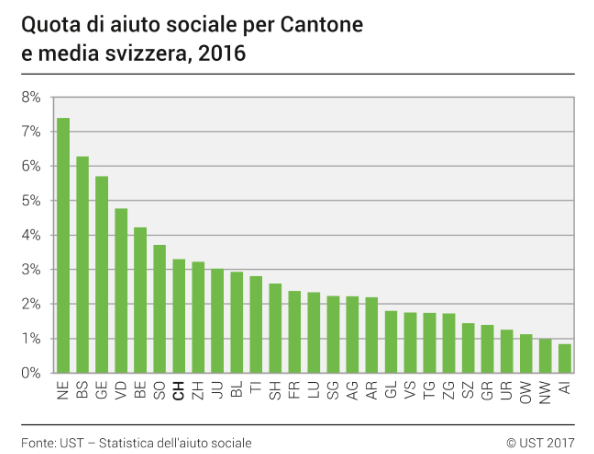 Quota di aiuto sociale per Cantone
e media svizzera, 2016
8%
7%
6%
5%
4%
3%
2%
1%
0%
NE BS GE VD BE SO CH ZH JU BL TI SH FR LU SG AG AR GL VS TG ZG SZ GR UR OW NW AI
Fonte: UST – Statistica dell'aiuto sociale © UST 2017